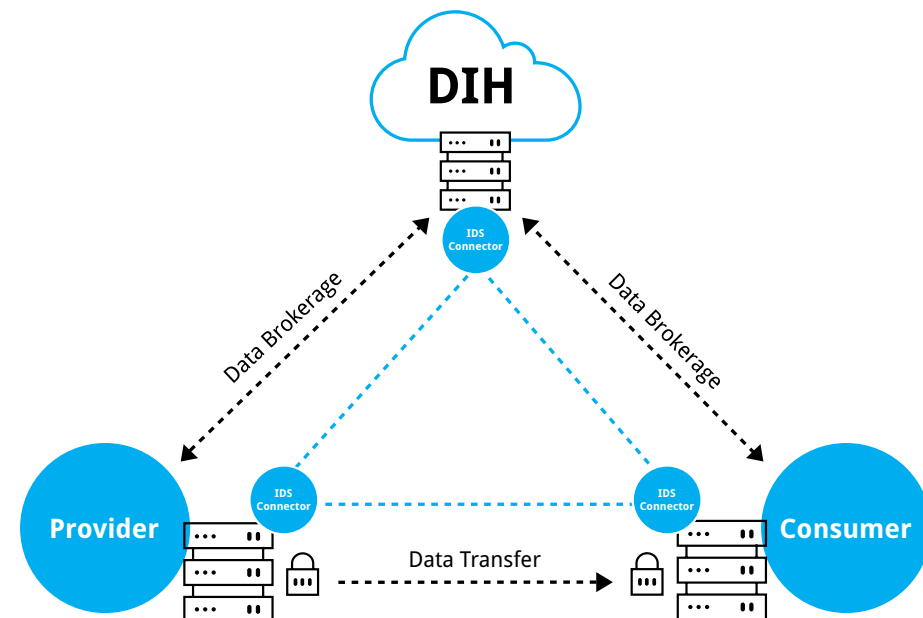 DIH
IDS
Connector
Data Brokerage
Data Brokerage
IDS
Connector
IDS
Connector
Provider
Consumer
Data Transfer